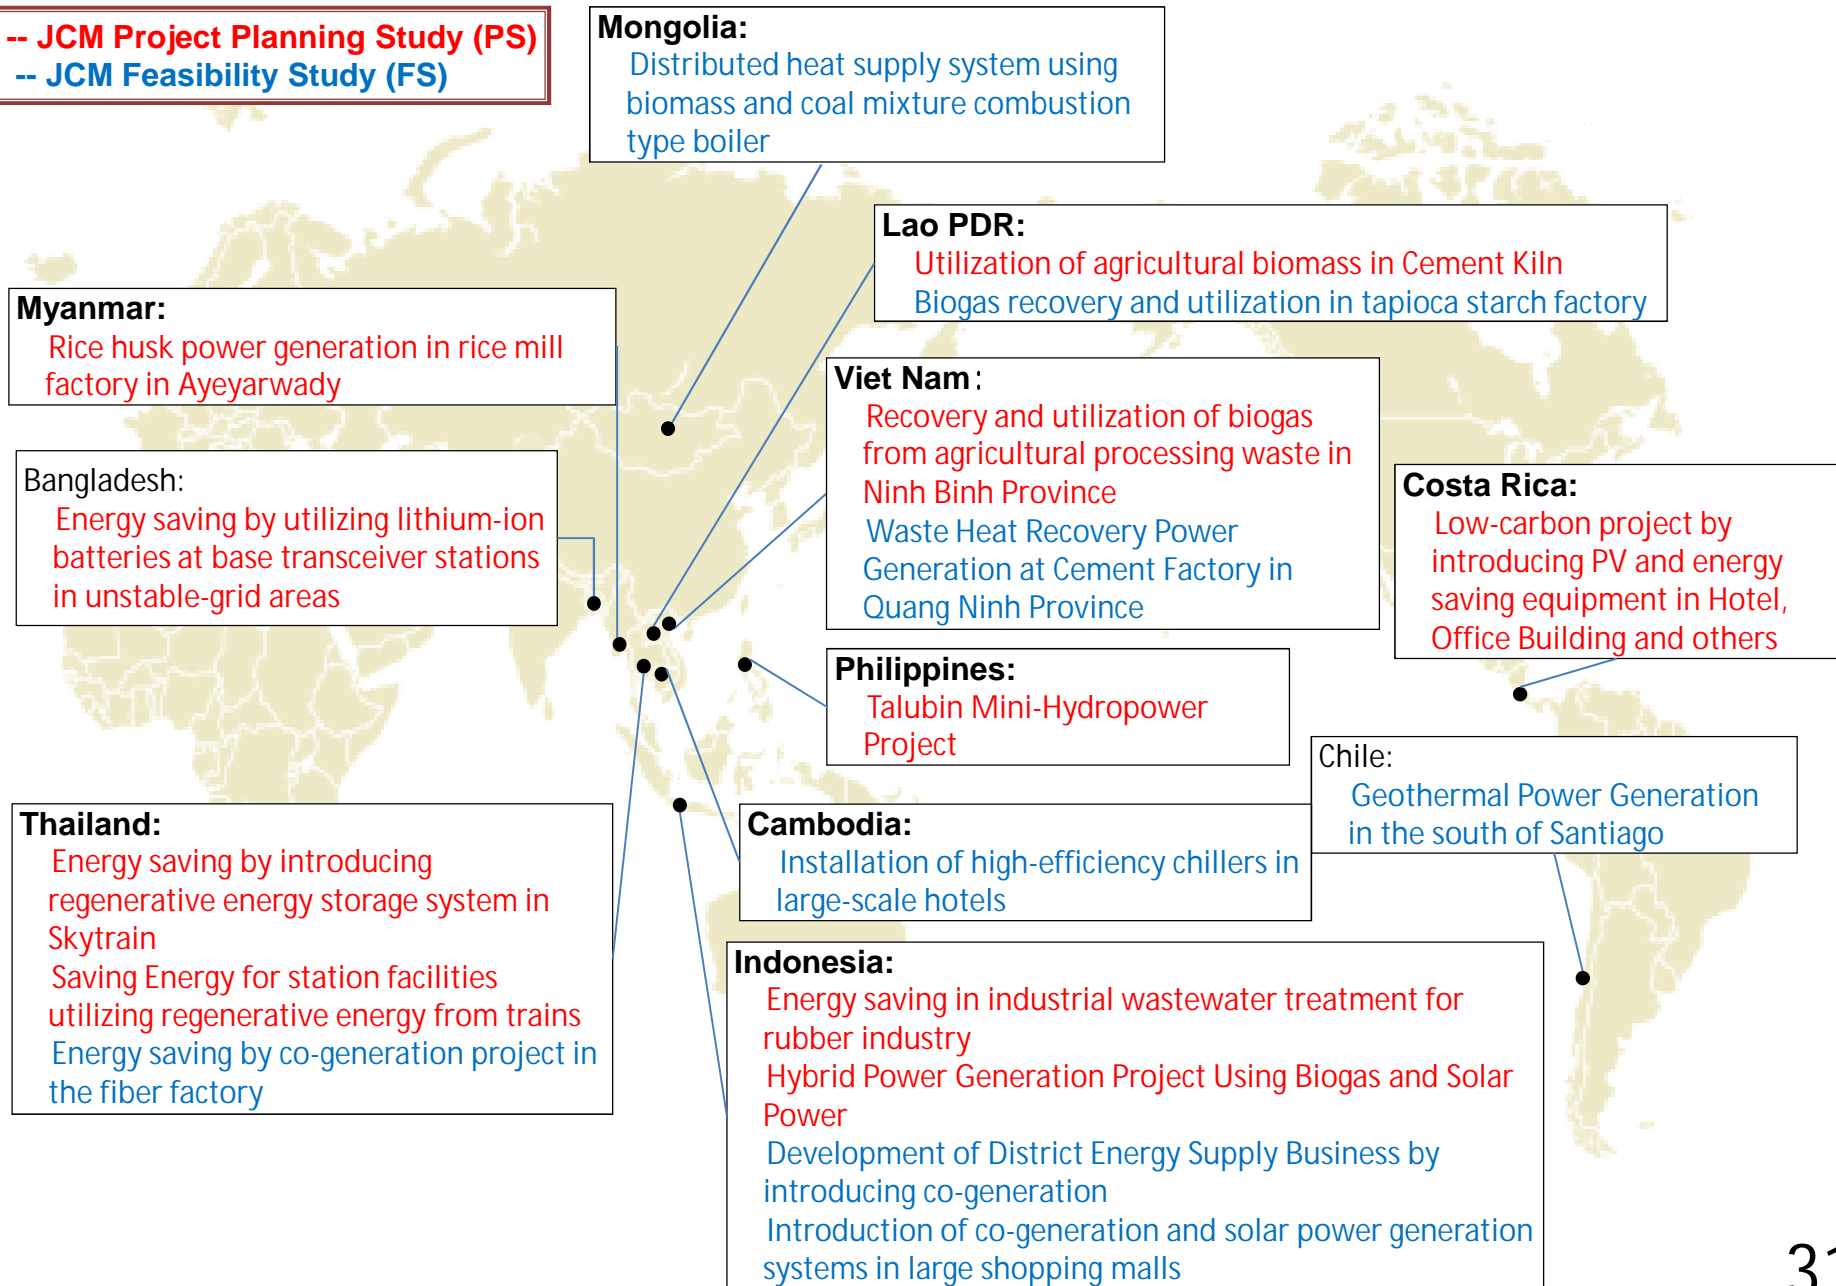 -- JCM Project Planning Study (PS)
-- JCM Feasibility Study (FS)
Mongolia:
Distributed heat supply system using
biomass and coal mixture combustion
type boiler
Lao PDR:
Utilization of agricultural biomass in Cement Kiln
Biogas recovery and utilization in tapioca starch factory
Myanmar:
Rice husk power generation in rice mill
factory in Ayeyarwady
Viet Nam:
Recovery and utilization of biogas
from agricultural processing waste in
Ninh Binh Province
Waste Heat Recovery Power
Generation at Cement Factory in
Quang Ninh Province
Bangladesh:
Energy saving by utilizing lithium-ion
batteries at base transceiver stations
in unstable-grid areas
Costa Rica:
Low-carbon project by
introducing PV and energy
saving equipment in Hotel,
Office Building and others
Philippines:
Talubin Mini-Hydropower
Project
Chile:
Geothermal Power Generation
in the south of Santiago
Thailand:
Energy saving by introducing
regenerative energy storage system in
Skytrain
Saving Energy for station facilities
utilizing regenerative energy from trains
Energy saving by co-generation project in
the fiber factory
Cambodia:
Installation of high-efficiency chillers in
large-scale hotels
Indonesia:
Energy saving in industrial wastewater treatment for
rubber industry
Hybrid Power Generation Project Using Biogas and Solar
Power
Development of District Energy Supply Business by
introducing co-generation
Introduction of co-generation and solar power generation
systems in large shopping malls
31